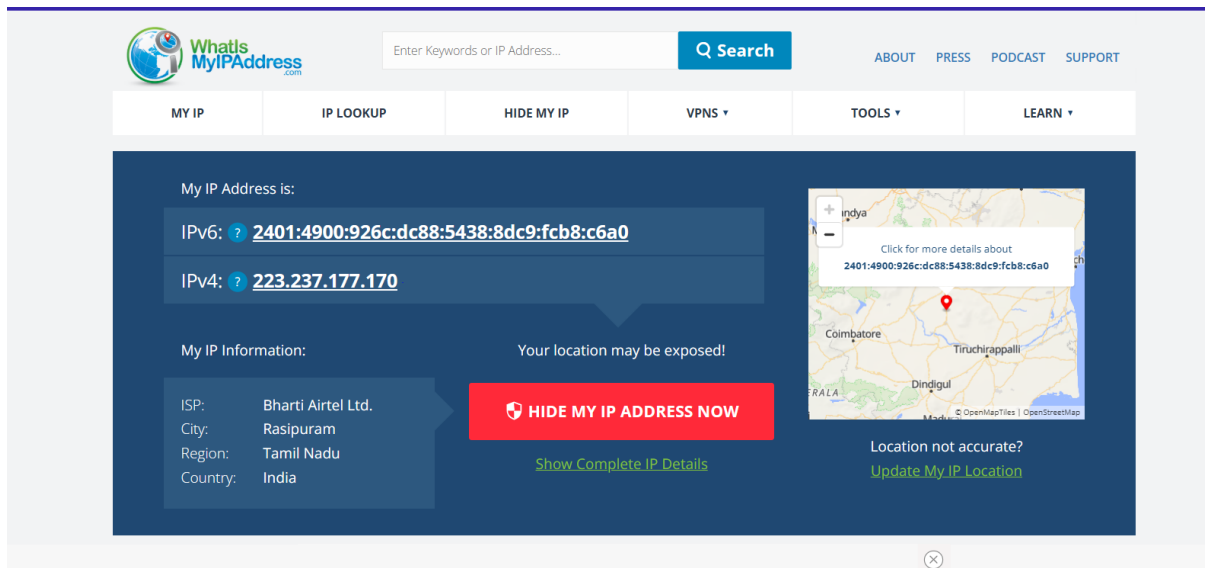 WhatIs
MyIPAddress
.com
Enter Keywords or IP Address...
Search
ABOUT PRESS PODCAST SUPPORT
MY IP IP LOOKUP HIDE MY IP VPNS ▾ TOOLS ▾ LEARN ▾
My IP Address is:
IPv6: ? 2401:4900:926c:dc88:5438:8dc9:fcb8:c6a0
IPv4: ? 223.237.177.170
My IP Information:
ISP: Bharti Airtel Ltd.
City: Rasipuram
Region: Tamil Nadu
Country: India
Your location may be exposed!
HIDE MY IP ADDRESS NOW
Show Complete IP Details
+
−
Click for more details about
2401:4900:926c:dc88:5438:8dc9:fcb8:c6a0
Coimbatore
Tiruchirappalli
Dindigul
© OpenMapTiles | OpenStreetMap
Location not accurate?
Update My IP Location